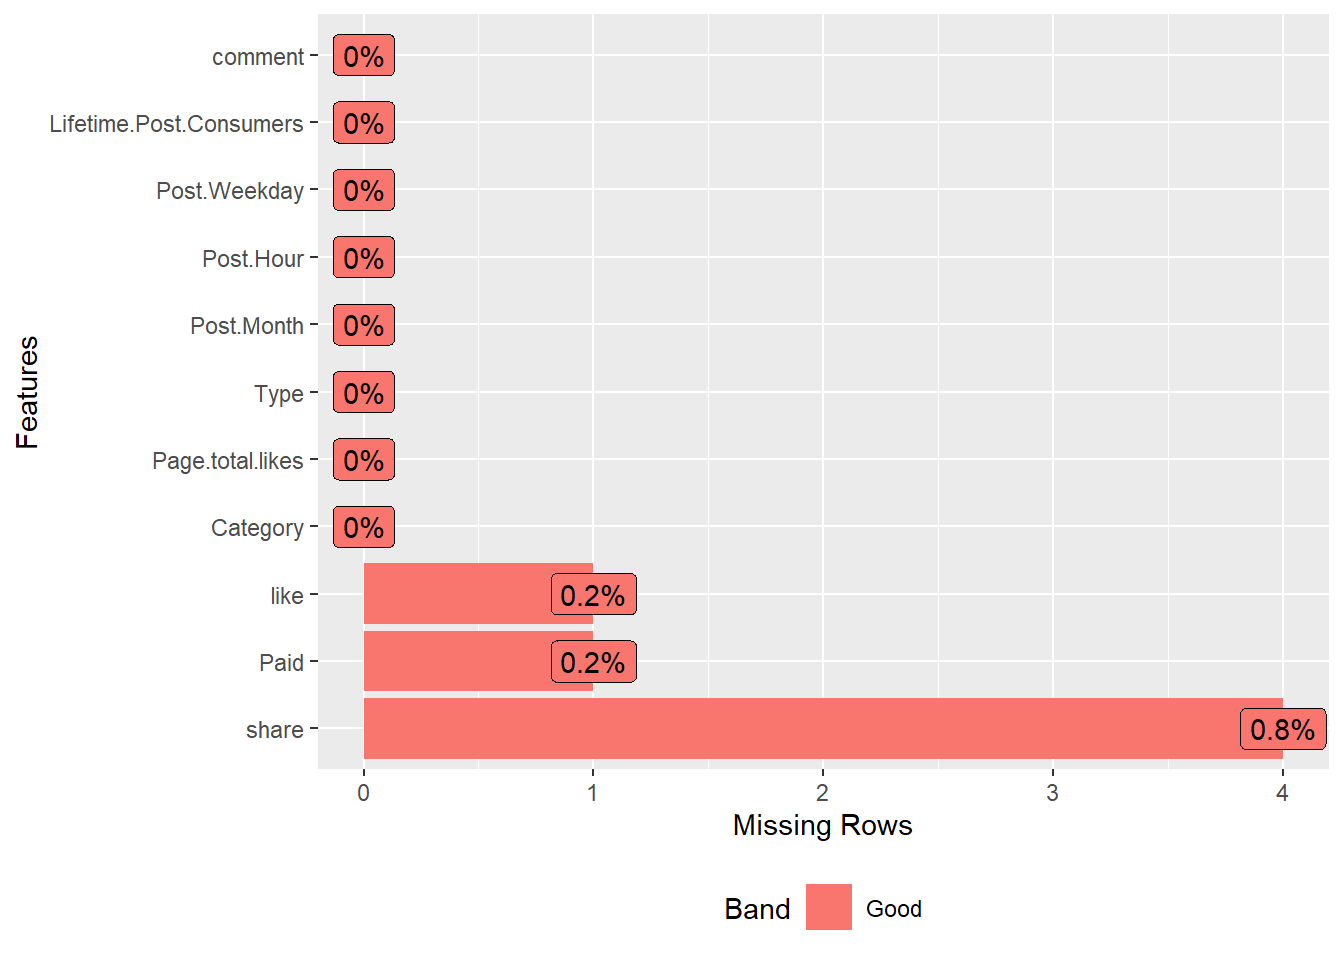 comment 0%
Lifetime.Post.Consumers 0%
Post.Weekday 0%
Post.Hour 0%
Post.Month 0%
Type 0%
Page.total.likes 0%
Category 0%
like 0.2%
Paid 0.2%
share 0.8%
Features
0 1 2 3 4
Missing Rows
Band Good